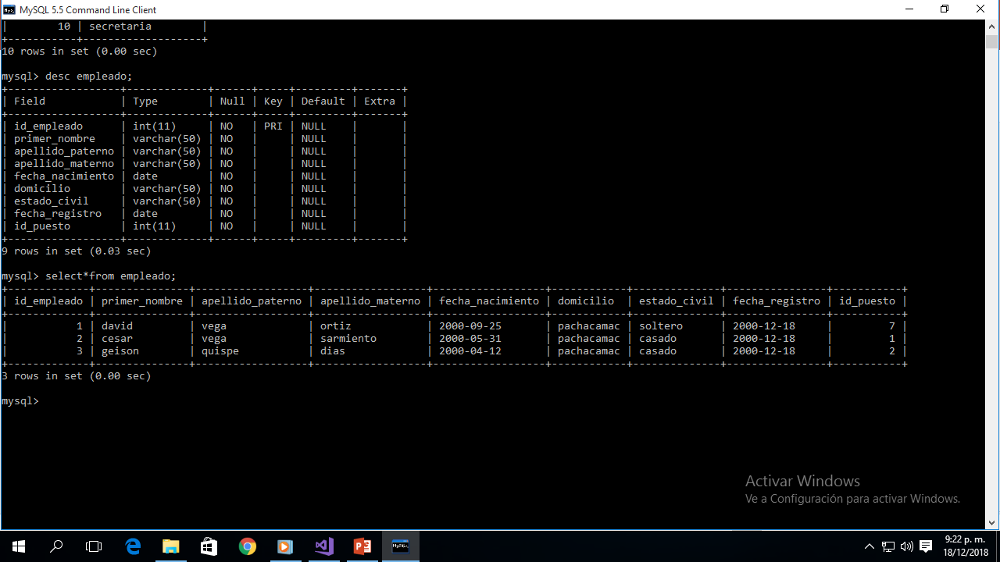 MySQL 5.5 Command Line Client
|        10 | secretaria        |
+-----------+-------------------+
10 rows in set (0.00 sec)
mysql> desc empleado;
+------------------+-------------+------+-----+---------+-------+
| Field            | Type        | Null | Key | Default | Extra |
+------------------+-------------+------+-----+---------+-------+
| id_empleado      | int(11)     | NO   | PRI | NULL    |       |
| primer_nombre    | varchar(50) | NO   |     | NULL    |       |
| apellido_paterno | varchar(50) | NO   |     | NULL    |       |
| apellido_materno | varchar(50) | NO   |     | NULL    |       |
| fecha_nacimiento | date        | NO   |     | NULL    |       |
| domicilio        | varchar(50) | NO   |     | NULL    |       |
| estado_civil     | varchar(50) | NO   |     | NULL    |       |
| fecha_registro   | date        | NO   |     | NULL    |       |
| id_puesto        | int(11)     | NO   |     | NULL    |       |
+------------------+-------------+------+-----+---------+-------+
9 rows in set (0.03 sec)
mysql> select*from empleado;
+-------------+---------------+------------------+------------------+------------------+------------+--------------+----------------+-----------+
| id_empleado | primer_nombre | apellido_paterno | apellido_materno | fecha_nacimiento | domicilio  | estado_civil | fecha_registro | id_puesto |
+-------------+---------------+------------------+------------------+------------------+------------+--------------+----------------+-----------+
|           1 | david         | vega             | ortiz            | 2000-09-25       | pachacamac | soltero      | 2000-12-18     |         7 |
|           2 | cesar         | vega             | sarmiento        | 2000-05-31       | pachacamac | casado       | 2000-12-18     |         1 |
|           3 | geison        | quispe           | dias             | 2000-04-12       | pachacamac | casado       | 2000-12-18     |         2 |
+-------------+---------------+------------------+------------------+------------------+------------+--------------+----------------+-----------+
3 rows in set (0.00 sec)
mysql>
Activar Windows
Ve a Configuración para activar Windows.
9:22 p. m.
18/12/2018